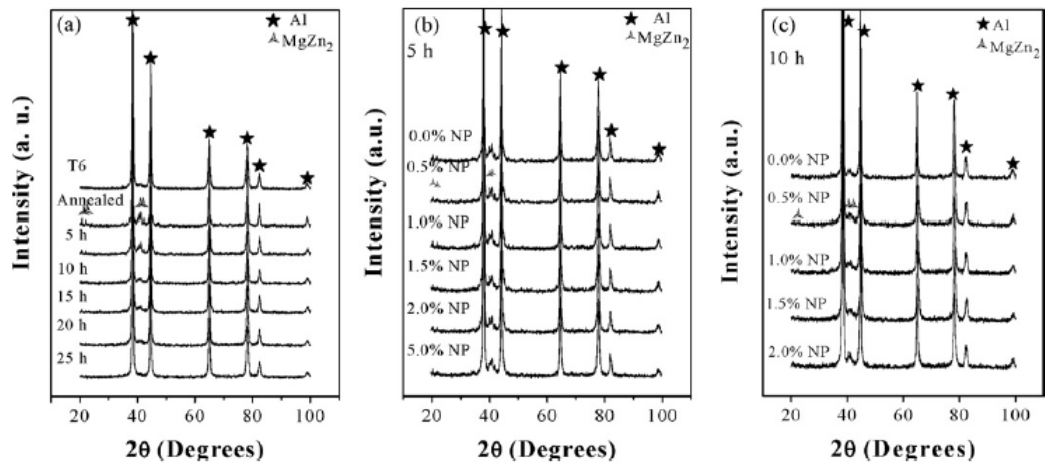 (a)
★ Al
MgZn2
T6
Annealed
5 h
10 h
15 h
20 h
25 h
Intensity (a. u.)
20 40 60 80 100
2θ (Degrees)
(b)
★ Al
MgZn2
5 h
0.0% NP
0.5% NP
1.0% NP
1.5% NP
2.0% NP
5.0% NP
Intensity (a.u.)
20 40 60 80 100
2θ (Degrees)
(c)
★ Al
MgZn2
10 h
0.0% NP
0.5% NP
1.0% NP
1.5% NP
2.0% NP
Intensity (a.u.)
20 40 60 80 100
2θ (Degrees)